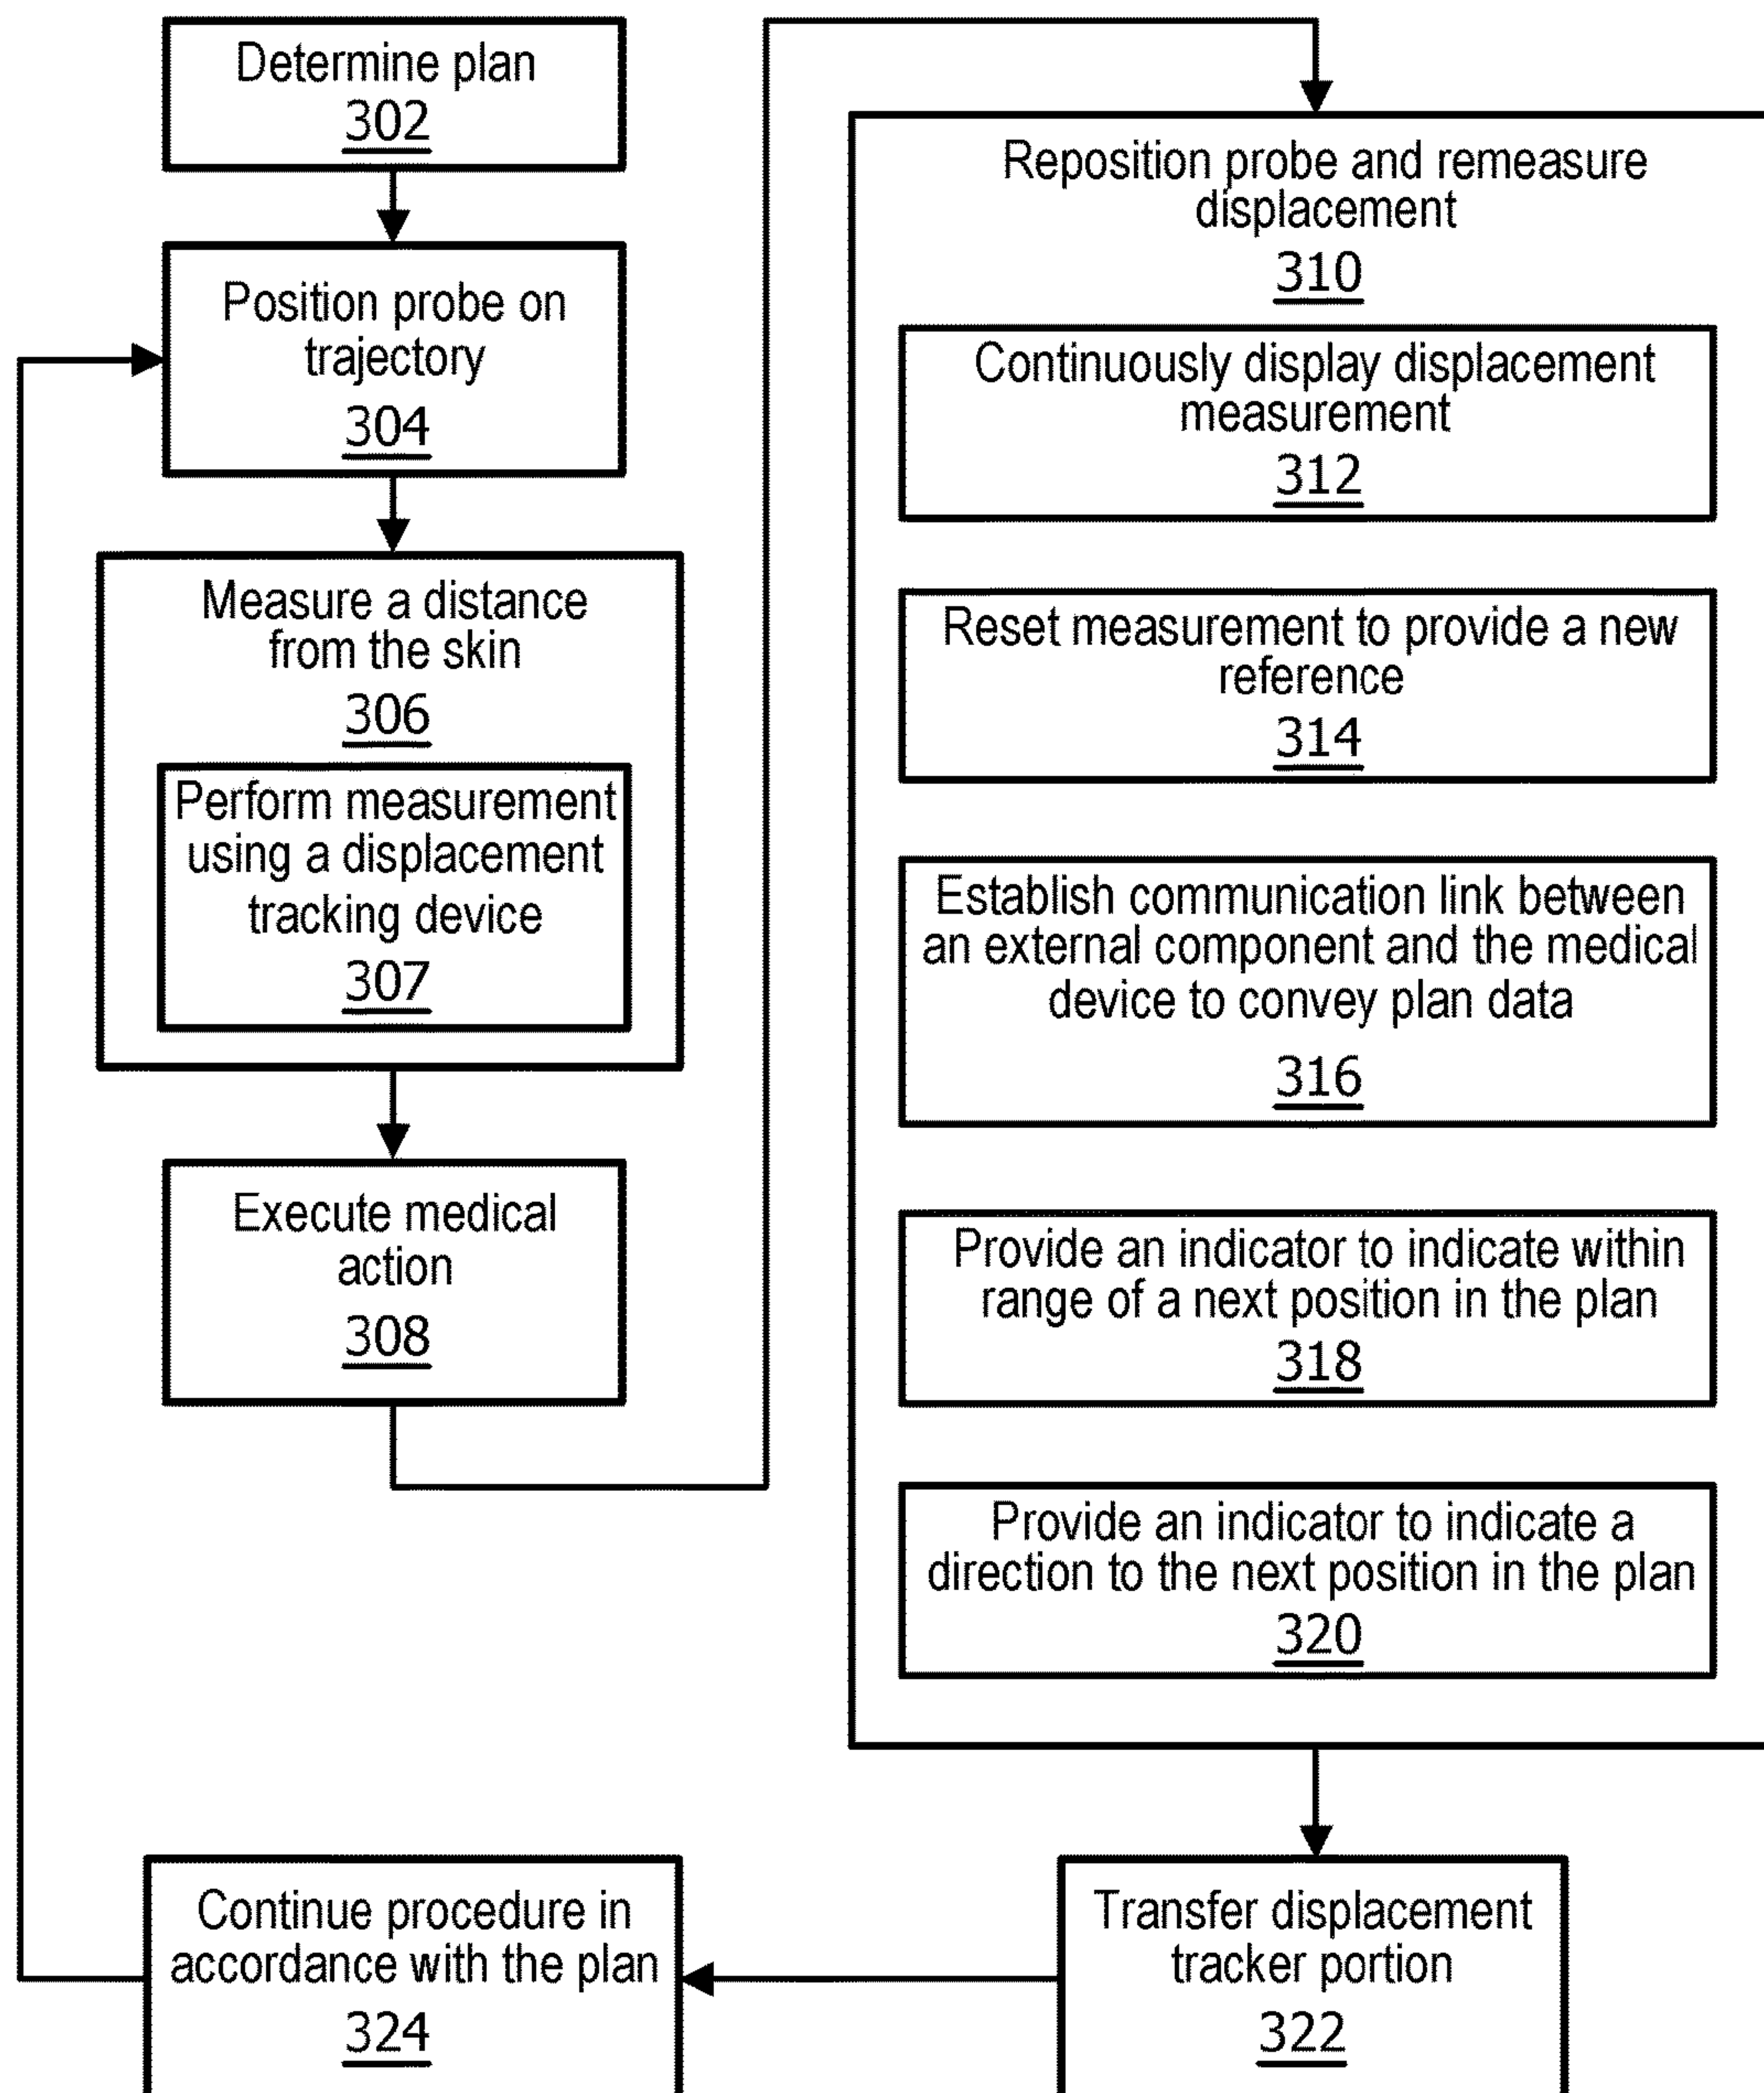 Determine plan
302
Position probe on
trajectory
304
Measure a distance
from the skin
306
Perform measurement
using a displacement
tracking device
307
Execute medical
action
308
Reposition probe and remeasure
displacement
310
Continuously display displacement
measurement
312
Reset measurement to provide a new
reference
314
Establish communication link between
an external component and the medical
device to convey plan data
316
Provide an indicator to indicate within
range of a next position in the plan
318
Provide an indicator to indicate a
direction to the next position in the plan
320
Transfer displacement
tracker portion
322
Continue procedure in
accordance with the plan
324